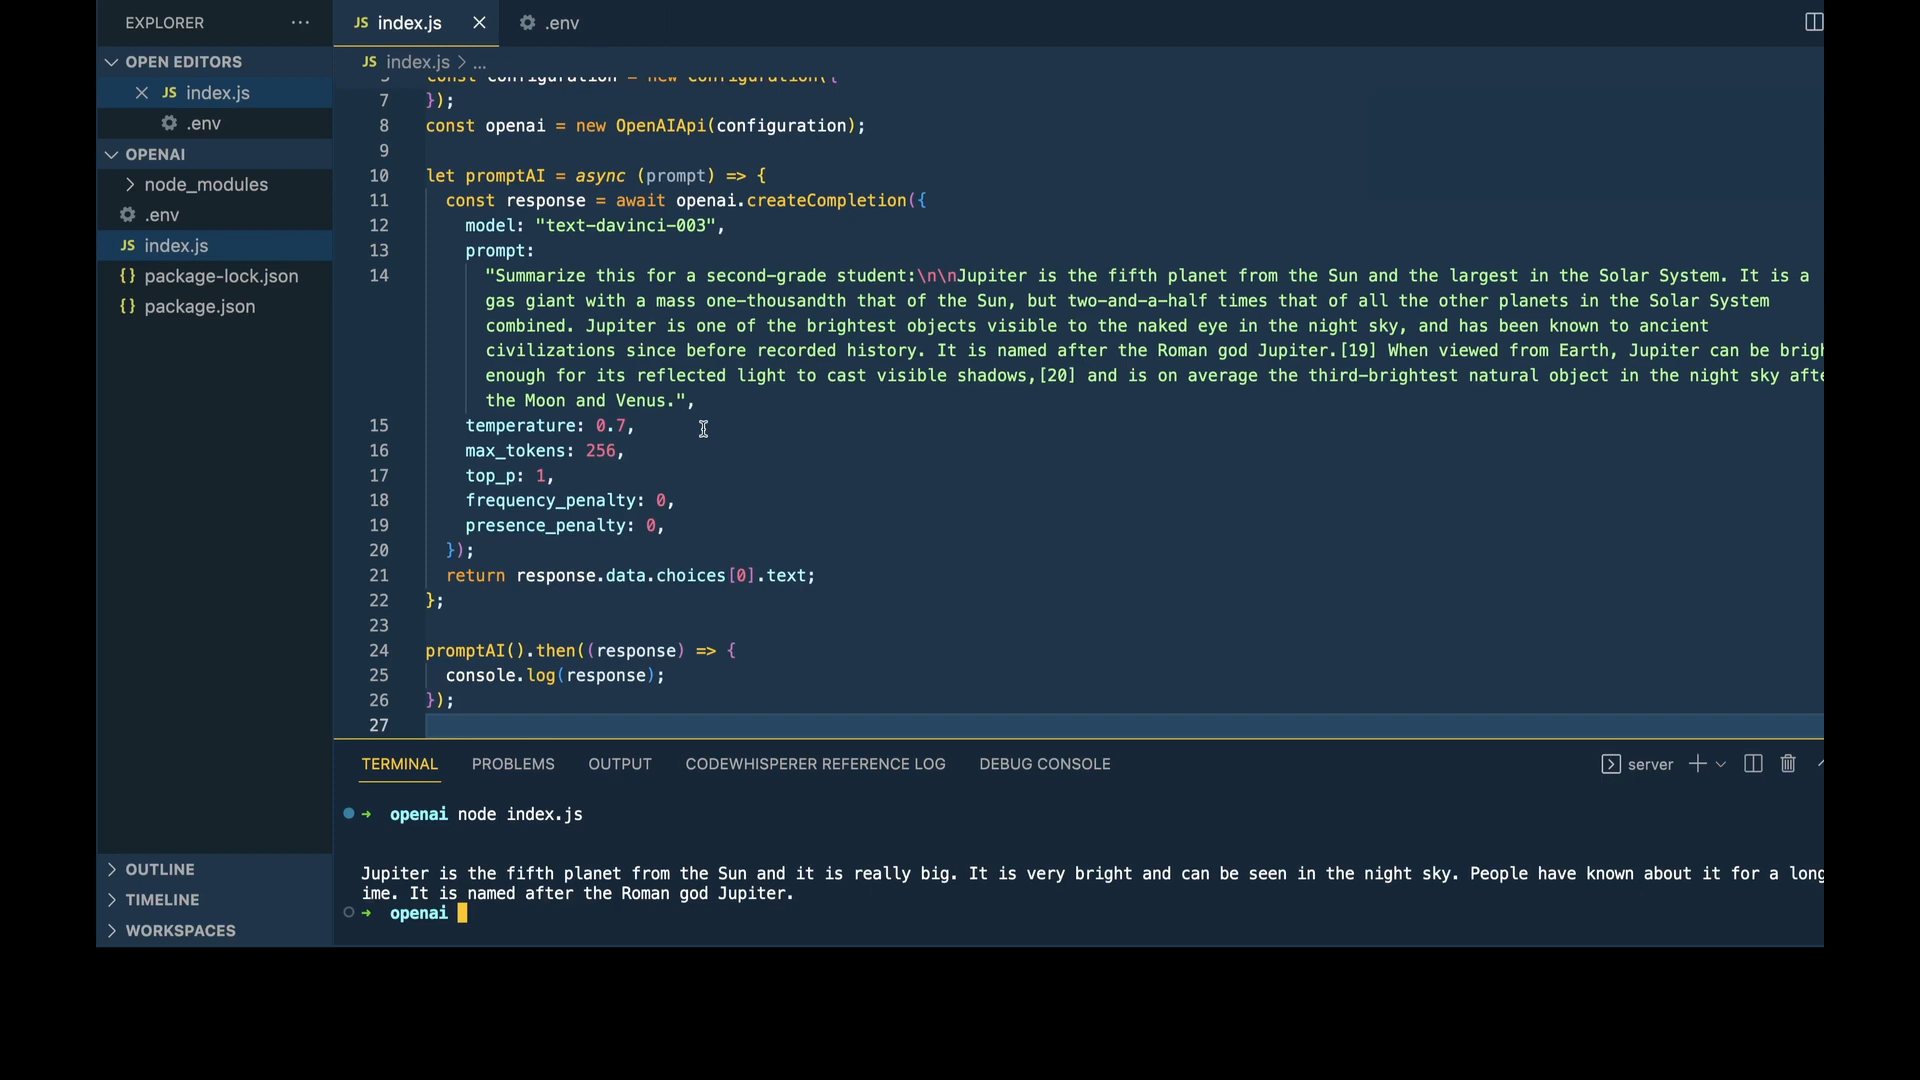 EXPLORER ...
JS index.js
.env
OPEN EDITORS
JS index.js > ...
JS index.js
.env
OPENAI
node_modules
.env
JS index.js
{} package-lock.json
{} package.json
OUTLINE
TIMELINE
WORKSPACES
const configuration = new Configuration({
7 });
8 const openai = new OpenAIApi(configuration);
9
10 let promptAI = async (prompt) => {
11 const response = await openai.createCompletion({
12 model: "text-davinci-003",
13 prompt:
14 "Summarize this for a second-grade student:\n\nJupiter is the fifth planet from the Sun and the largest in the Solar System. It is a
gas giant with a mass one-thousandth that of the Sun, but two-and-a-half times that of all the other planets in the Solar System
combined. Jupiter is one of the brightest objects visible to the naked eye in the night sky, and has been known to ancient
civilizations since before recorded history. It is named after the Roman god Jupiter.[19] When viewed from Earth, Jupiter can be brigh
enough for its reflected light to cast visible shadows,[20] and is on average the third-brightest natural object in the night sky afte
the Moon and Venus.",
15 temperature: 0.7,
16 max_tokens: 256,
17 top_p: 1,
18 frequency_penalty: 0,
19 presence_penalty: 0,
20 });
21 return response.data.choices[0].text;
22 };
23
24 promptAI().then((response) => {
25 console.log(response);
26 });
27
TERMINAL PROBLEMS OUTPUT CODEWHISPERER REFERENCE LOG DEBUG CONSOLE
server
➜ openai node index.js
Jupiter is the fifth planet from the Sun and it is really big. It is very bright and can be seen in the night sky. People have known about it for a long
ime. It is named after the Roman god Jupiter.
➜ openai